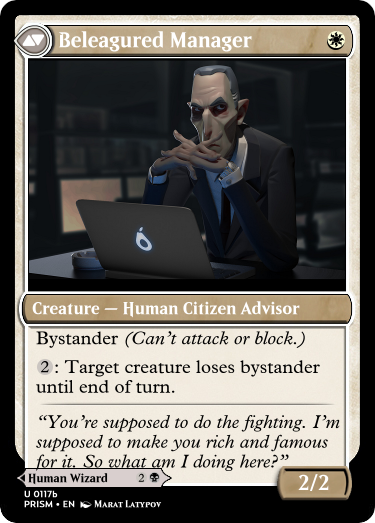 Beleagured Manager
Creature — Human Citizen Advisor
Bystander (Can't attack or block.)
2: Target creature loses bystander
until end of turn.
“You're supposed to do the fighting. I'm
supposed to make you rich and famous
for it. So what am I doing here?”
Human Wizard 2
2/2
U 0117b
PRISM • EN Marat Latypov